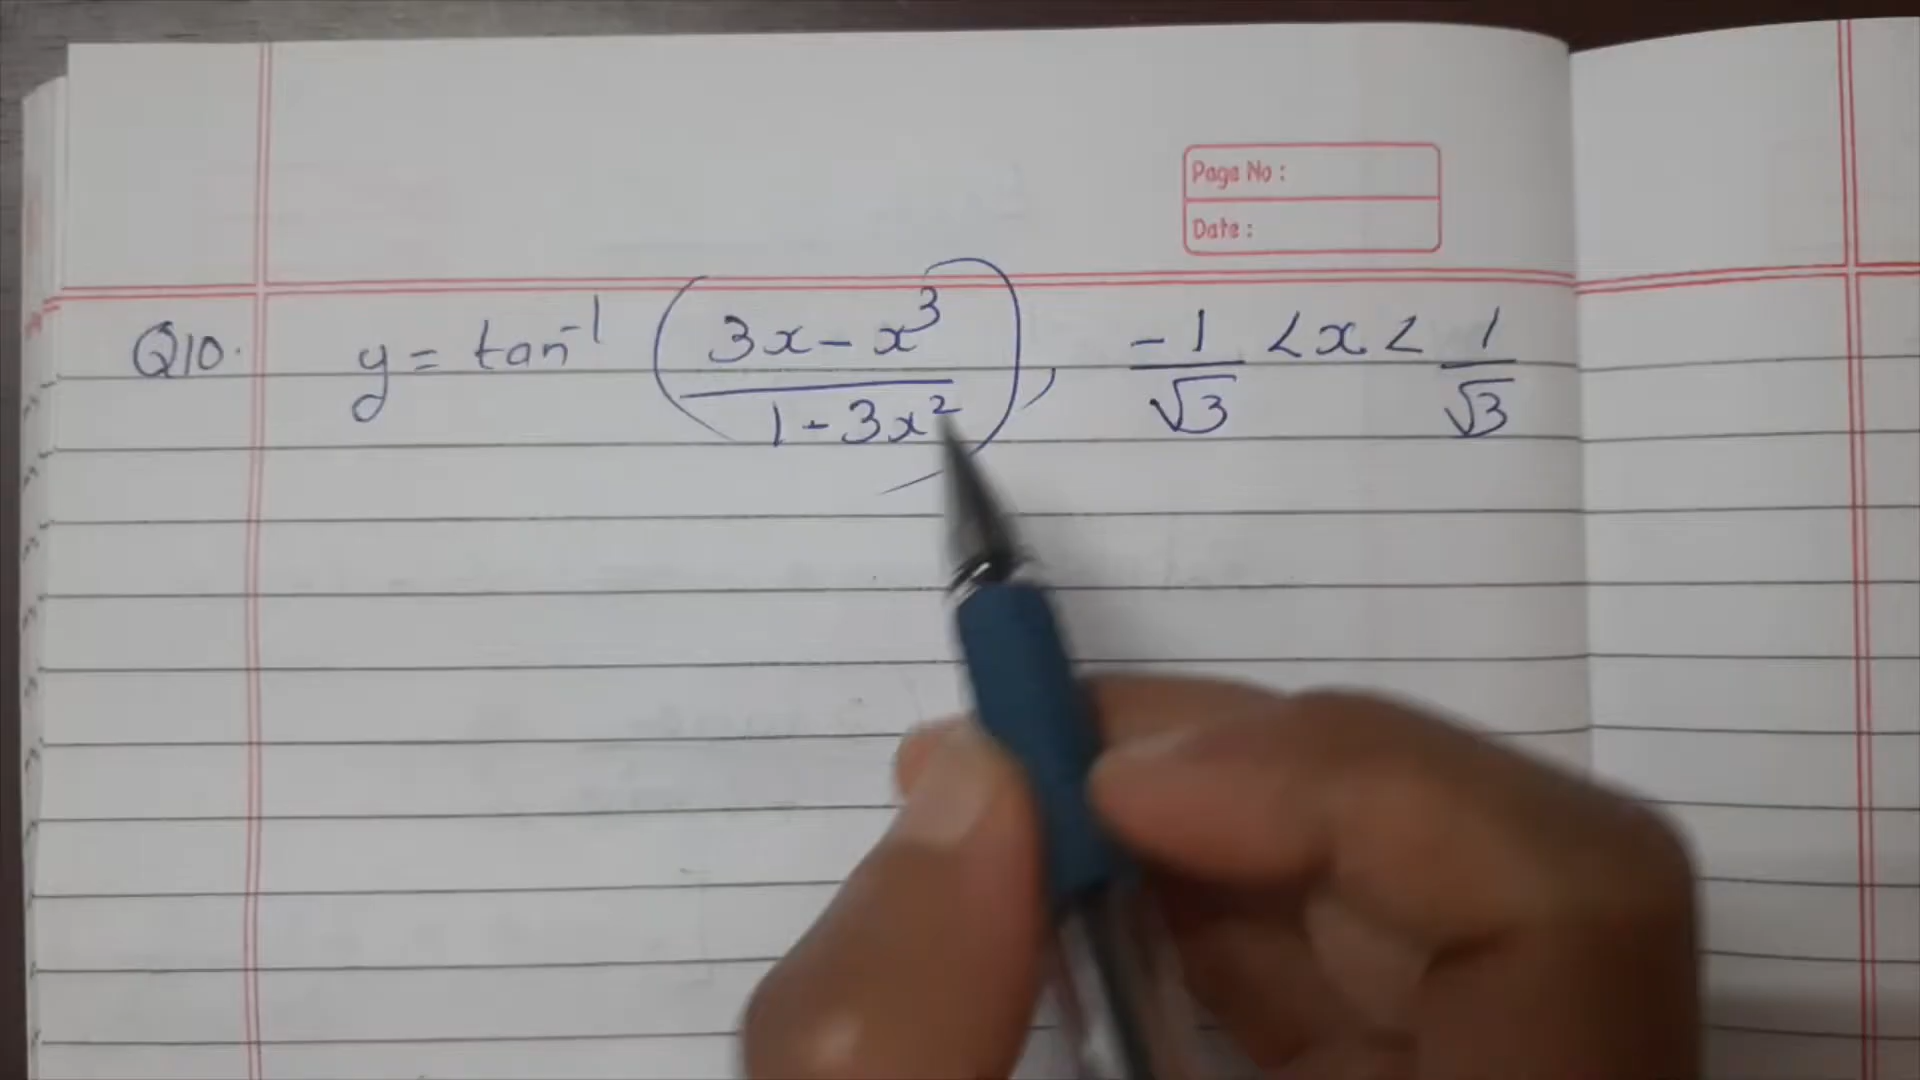 Page No :
Date :
Q10. y = tan⁻¹ (3x - x³ / 1 - 3x²), -1/√3 < x < 1/√3